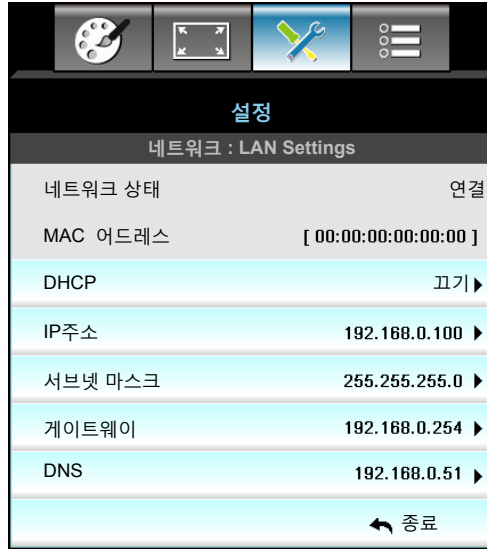 설정
네트워크 : LAN Settings
네트워크 상태 연결
MAC 어드레스 [ 00:00:00:00:00:00 ]
DHCP 끄기
IP주소 192.168.0.100
서브넷 마스크 255.255.255.0
게이트웨이 192.168.0.254
DNS 192.168.0.51
종료